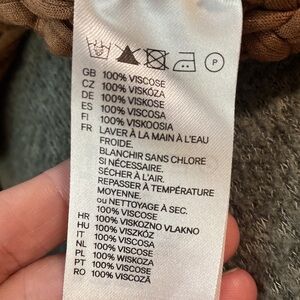 P
GB 100% VISCOSE
CZ 100% VISKÓZA
DE 100% VISKOSE
ES 100% VISCOSA
FI 100% VISKOOSIA
FR LAVER À LA MAIN À L'EAU
FROIDE.
BLANCHIR SANS CHLORE
SI NÉCESSAIRE.
SÉCHER À L'AIR.
REPASSER À TEMPÉRATURE
MOYENNE.
ou NETTOYAGE À SEC.
100% VISCOSE
HR 100% VISKOZNO VLAKNO
HU 100% VISZKÓZ
IT 100% VISCOSA
NL 100% VISCOSE
PL 100% WISKOZA
PT 100% VISCOSE
RO 100% VISCOZĂ